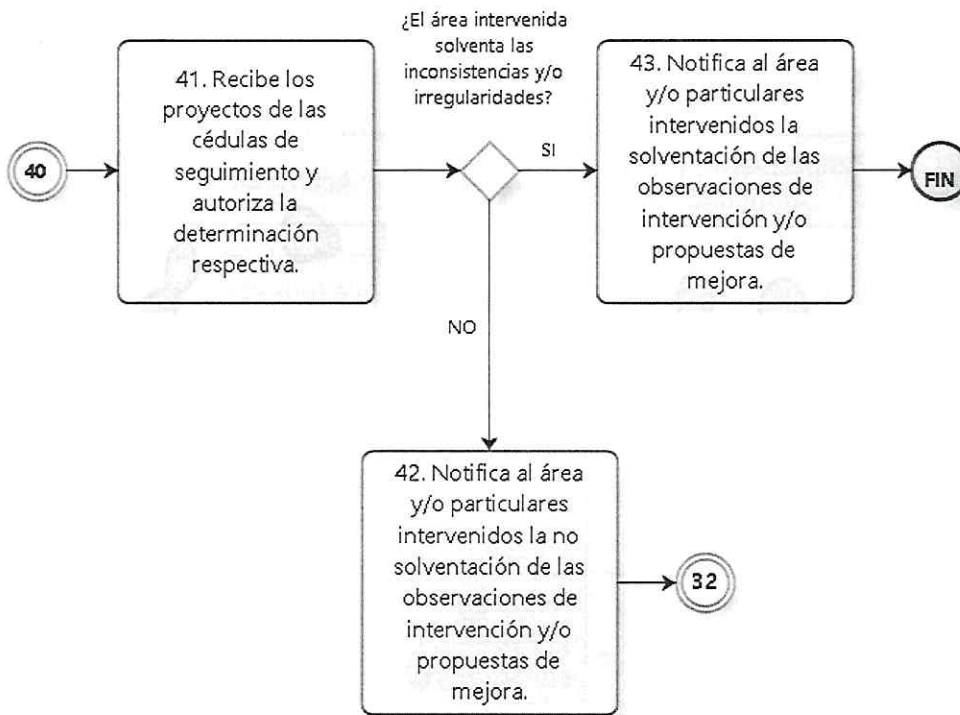 40
41. Recibe los
proyectos de las
cédulas de
seguimiento y
autoriza la
determinación
respectiva.
¿El área intervenida
solventa las
inconsistencias y/o
irregularidades?
SI
43. Notifica al área
y/o particulares
intervenidos la
solventación de las
observaciones de
intervención y/o
propuestas de
mejora.
FIN
NO
42. Notifica al área
y/o particulares
intervenidos la no
solventación de las
observaciones de
intervención y/o
propuestas de
mejora.
32